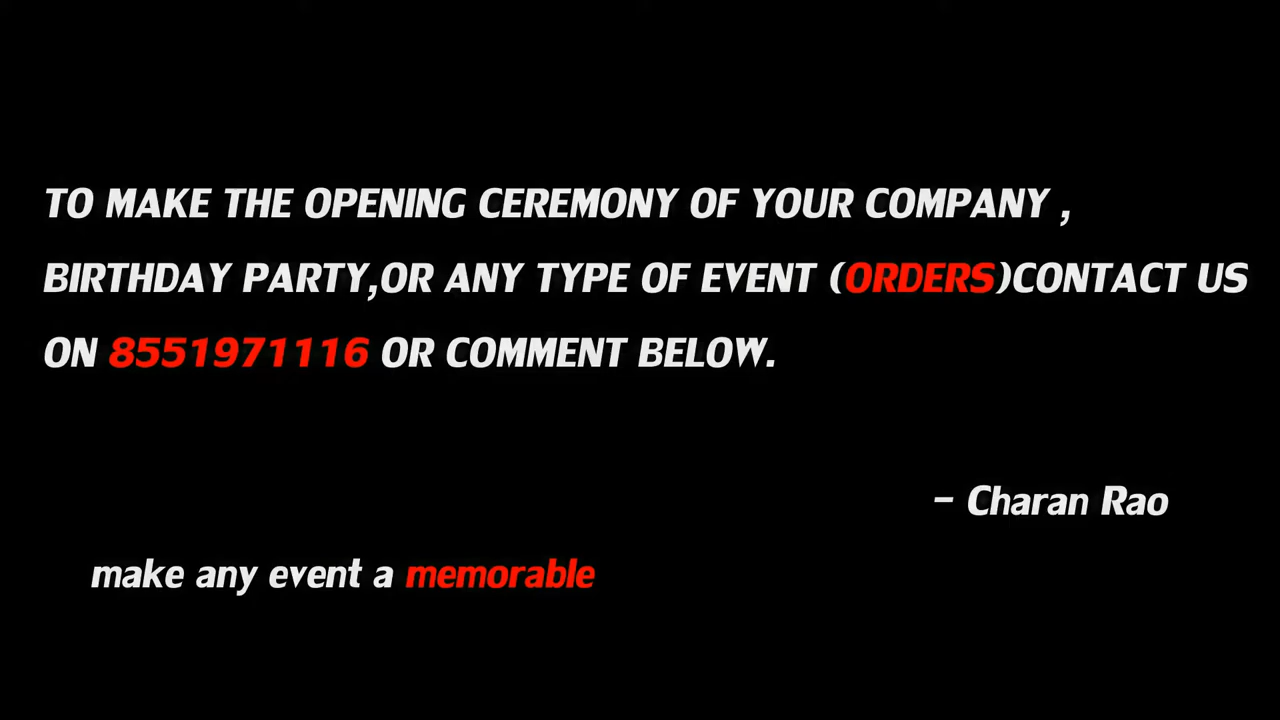 TO MAKE THE OPENING CEREMONY OF YOUR COMPANY ,
BIRTHDAY PARTY,OR ANY TYPE OF EVENT (ORDERS)CONTACT US
ON 8551971116 OR COMMENT BELOW.
- Charan Rao
make any event a memorable